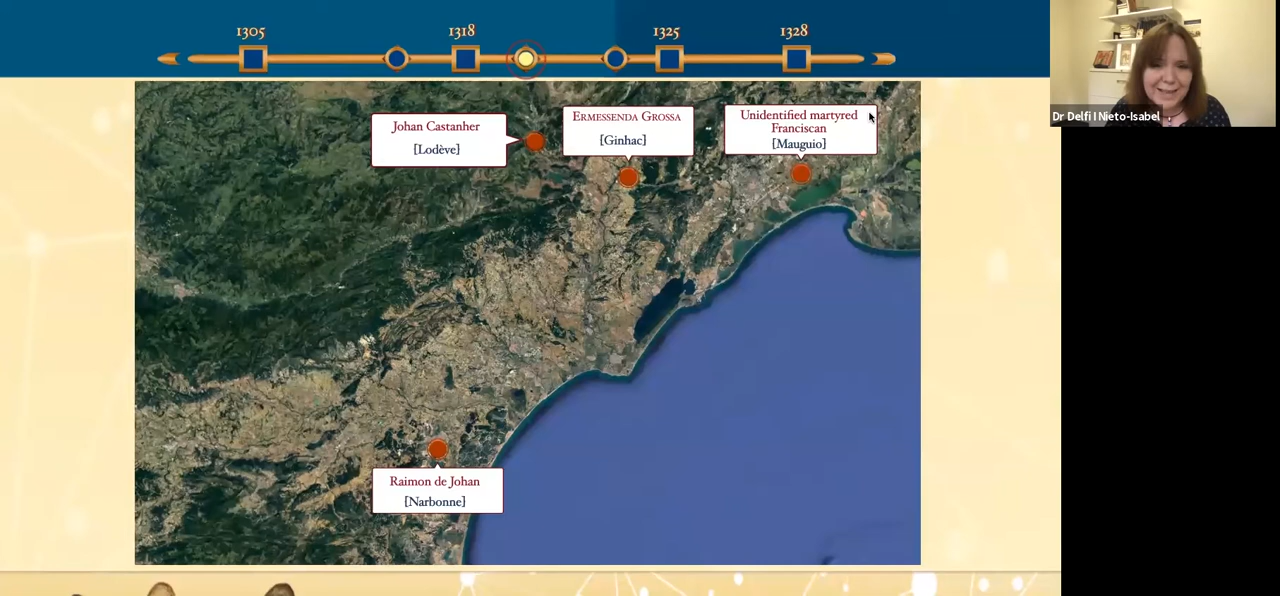 1305
1318
1325
1328
Dr Delfi I Nieto-Isabel
Johan Castanher
[Lodève]
ERMESSENDA GROSSA
[Ginhac]
Unidentified martyred
Franciscan
[Mauguio]
Raimon de Johan
[Narbonne]